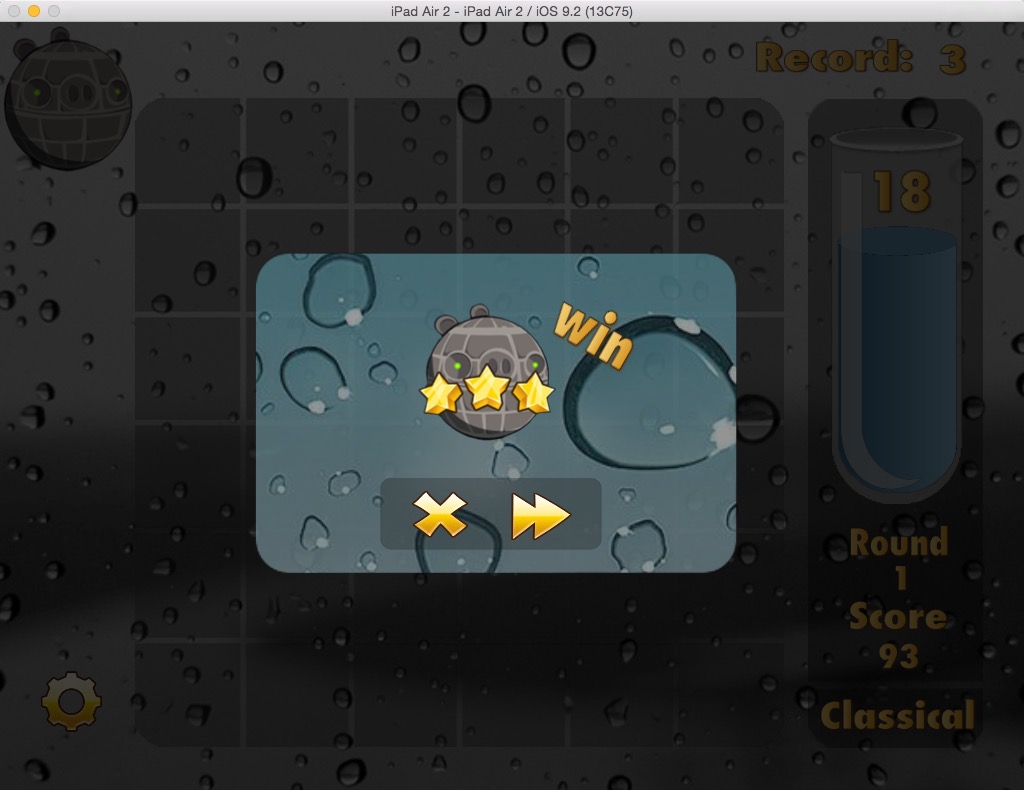 iPad Air 2 - iPad Air 2 / iOS 9.2 (13C75)
Record: 3
18
win
Round
1
Score
93
Classical